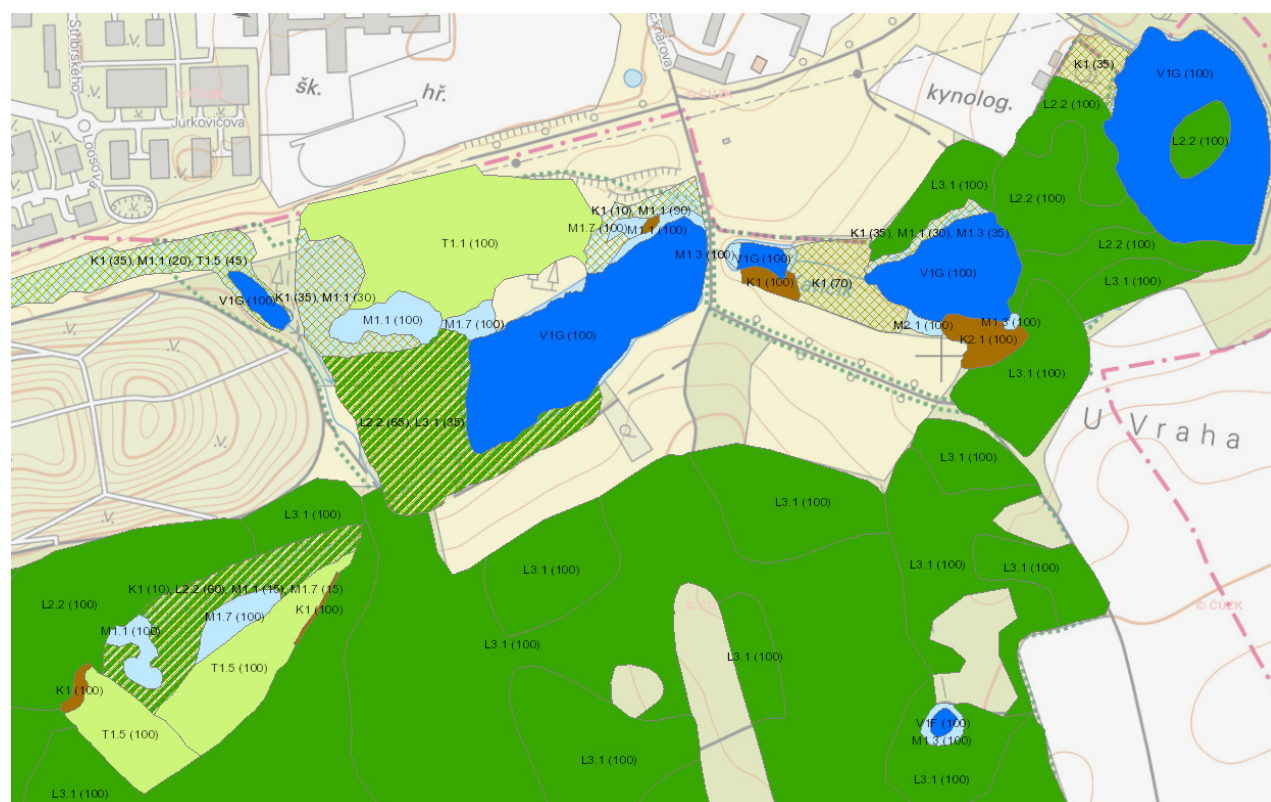 Stříbrského
Loosova
Jurkovičova
© ČÚZK
šk.
hř.
© ČÚZK
kynolog.
K1 (35)
V1G (100)
L2.2 (100)
L2.2 (100)
L3.1 (100)
L2.2 (100)
K1 (10), M1.1 (90)
M1.7 (100)
M1.1 (100)
T1.1 (100)
K1 (35), M1.1 (30), M1.3 (35)
L2.2 (100)
M1.3 (100)
V1G (100)
K1 (35), M1.1 (20), T1.5 (45)
V1G (100)
L3.1 (100)
K1 (100)
K1 (70)
V1G (100)
K1 (35), M1.1 (30)
M1.1 (100)
M1.7 (100)
M2.1 (100)
M1.3 (100)
V1G (100)
K2.1 (100)
L3.1 (100)
L2.2 (65), L3.1 (35)
U Vraha
L3.1 (100)
L3.1 (100)
L3.1 (100)
L3.1 (100)
L3.1 (100)
L3.1 (100)
K1 (10), L2.2 (60), M1.1 (15), M1.7 (15)
L2.2 (100)
K1 (100)
© ČÚZK
© ČÚZK
M1.1 (100)
M1.7 (100)
L3.1 (100)
L3.1 (100)
T1.5 (100)
K1 (100)
V1F (100)
T1.5 (100)
M1.3 (100)
L3.1 (100)
L3.1 (100)